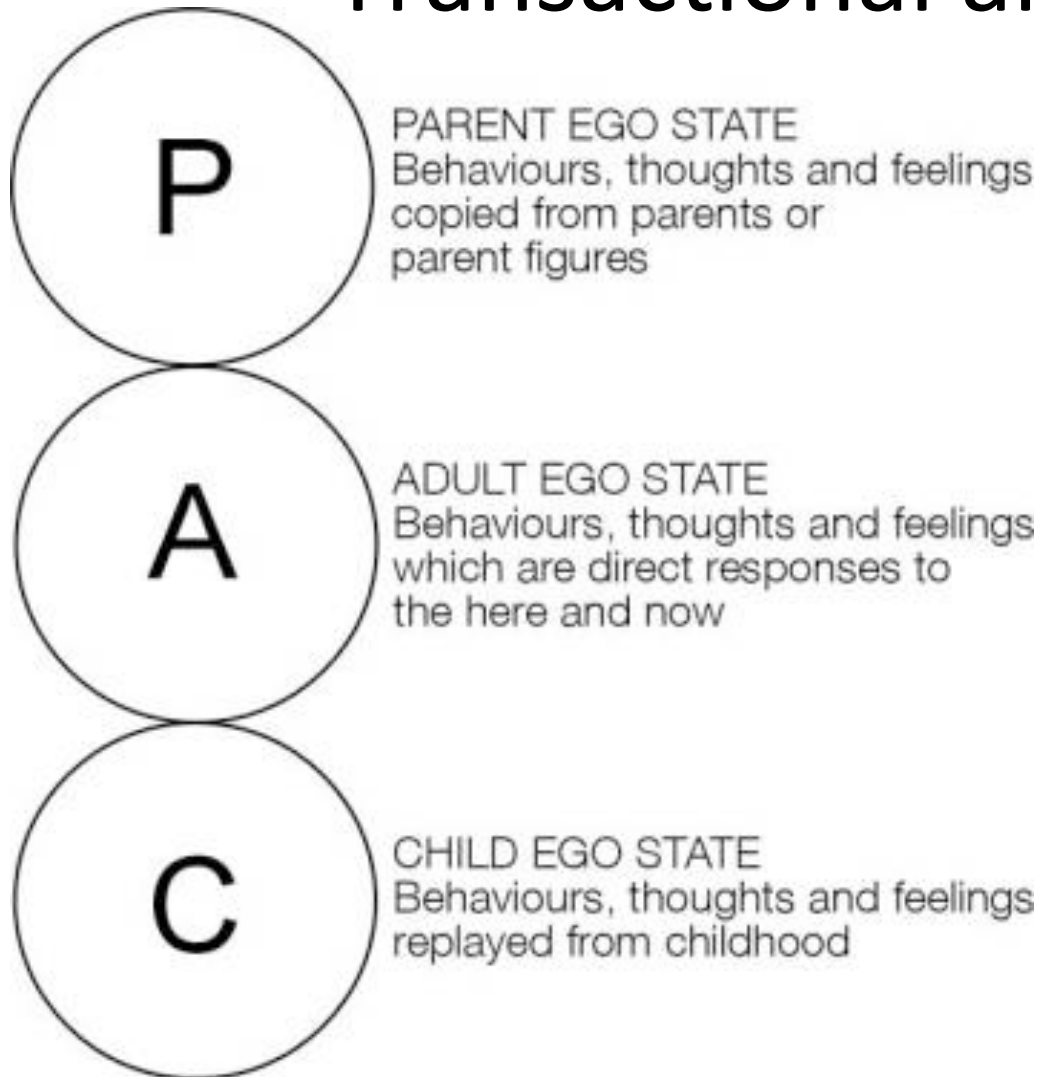 Transactional a
P
PARENT EGO STATE
Behaviours, thoughts and feelings
copied from parents or
parent figures
A
ADULT EGO STATE
Behaviours, thoughts and feelings
which are direct responses to
the here and now
C
CHILD EGO STATE
Behaviours, thoughts and feelings
replayed from childhood